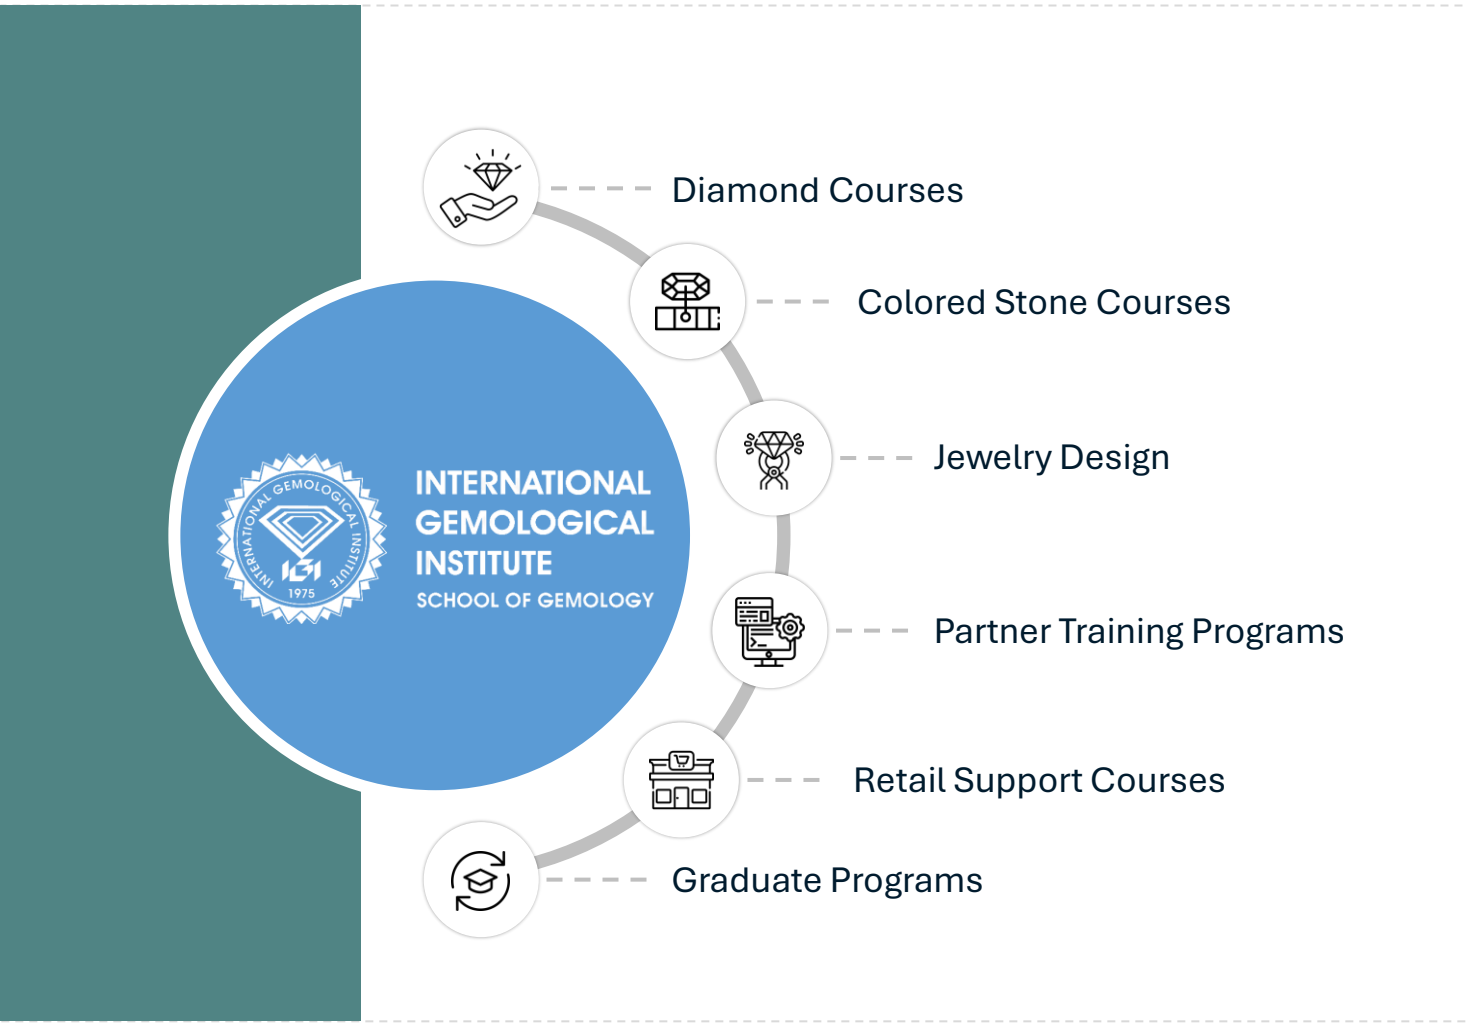 Diamond Courses
Colored Stone Courses
Jewelry Design
INTERNATIONAL GEMOLOGICAL INSTITUTE
IGI
1975
INTERNATIONAL
GEMOLOGICAL
INSTITUTE
SCHOOL OF GEMOLOGY
Partner Training Programs
Retail Support Courses
Graduate Programs